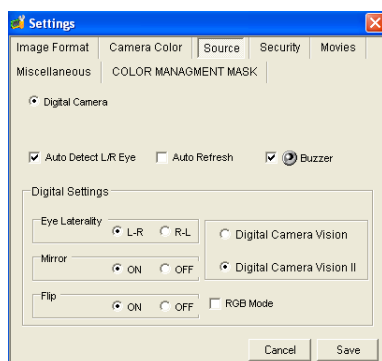 Settings
Image Format Camera Color Source Security Movies
Miscellaneous COLOR MANAGMENT MASK
Digital Camera
Auto Detect L/R Eye Auto Refresh Buzzer
Digital Settings
Eye Laterality
L-R R-L
Digital Camera Vision
Mirror
ON OFF
Digital Camera Vision II
Flip
ON OFF
RGB Mode
Cancel Save